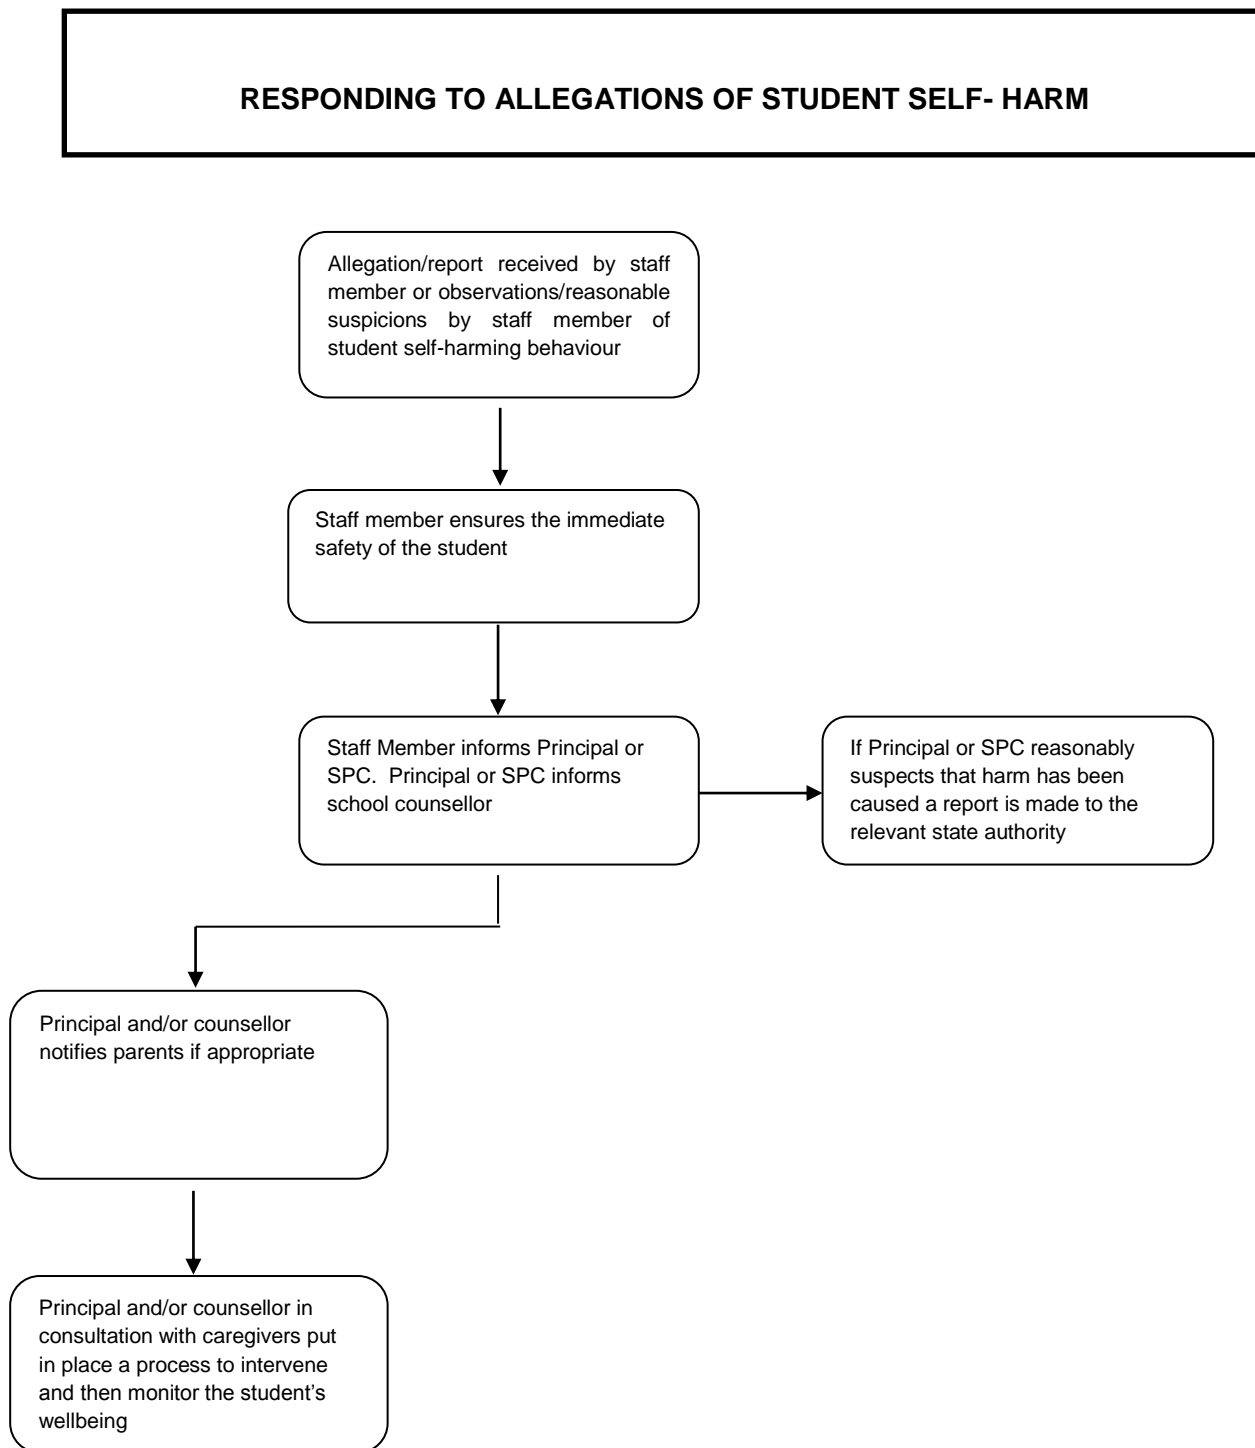 RESPONDING TO ALLEGATIONS OF STUDENT SELF- HARM
Allegation/report received by staff
member or observations/reasonable
suspicions by staff member of
student self-harming behaviour
Staff member ensures the immediate
safety of the student
Staff Member informs Principal or
SPC.  Principal or SPC informs
school counsellor
If Principal or SPC reasonably
suspects that harm has been
caused a report is made to the
relevant state authority
Principal and/or counsellor
notifies parents if appropriate
Principal and/or counsellor in
consultation with caregivers put
in place a process to intervene
and then monitor the student’s
wellbeing